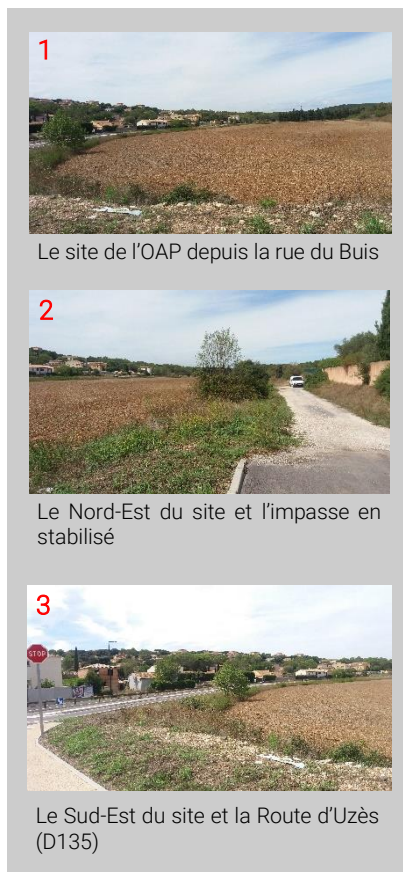 1
Le site de l'OAP depuis la rue du Buis
2
Le Nord-Est du site et l'impasse en
stabilisé
3
STOP
Le Sud-Est du site et la Route d'Uzès
(D135)